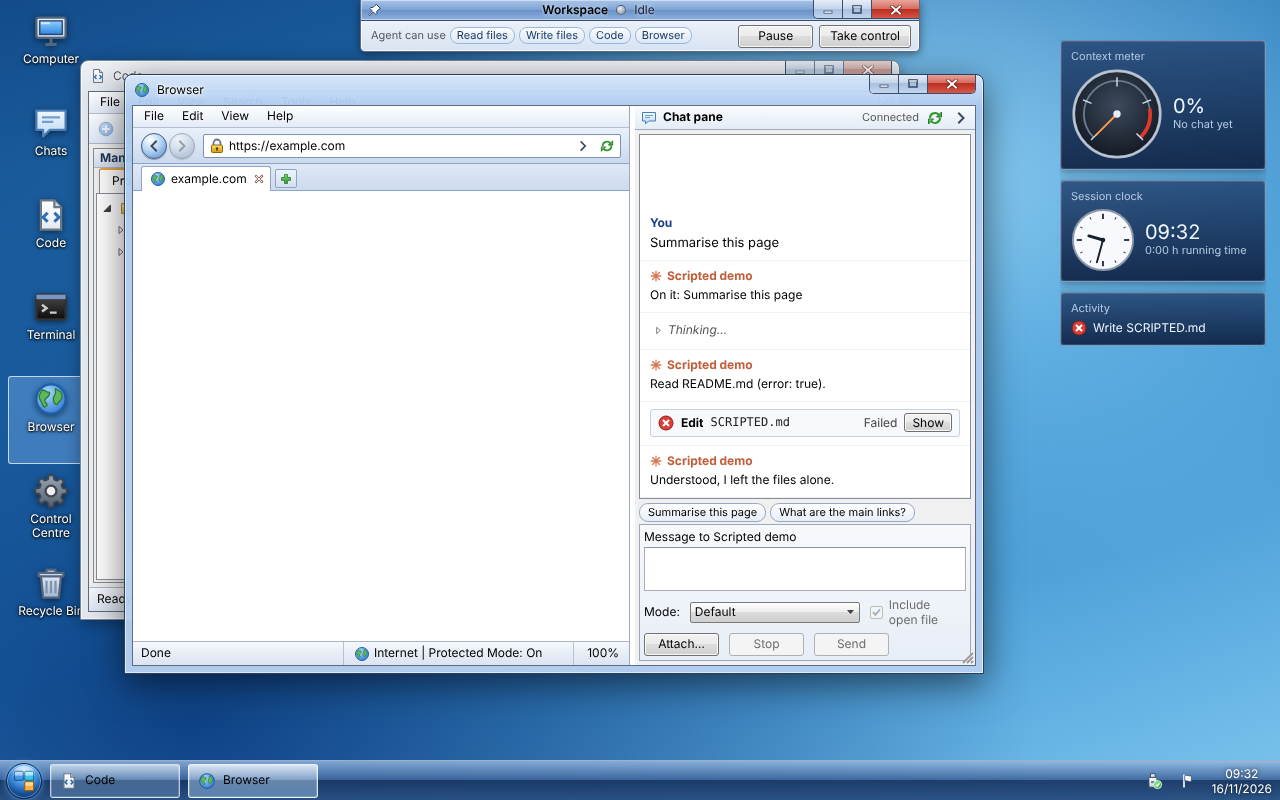 Computer
Chats
Code
Terminal
Browser
Control
Centre
Recycle Bin
Workspace Idle
Agent can use Read files Write files Code Browser Pause Take control
Code
File
Man
Pr
Read
Browser
File Edit View Help
https://example.com
example.com
Done
Internet | Protected Mode: On
100%
Chat pane Connected
You
Summarise this page
Scripted demo
On it: Summarise this page
Thinking...
Scripted demo
Read README.md (error: true).
Edit SCRIPTED.md Failed Show
Scripted demo
Understood, I left the files alone.
Summarise this page What are the main links?
Message to Scripted demo
Mode: Default Include
open file
Attach... Stop Send
Context meter
0%
No chat yet
Session clock
09:32
0:00 h running time
Activity
Write SCRIPTED.md
Code Browser
09:32
16/11/2026